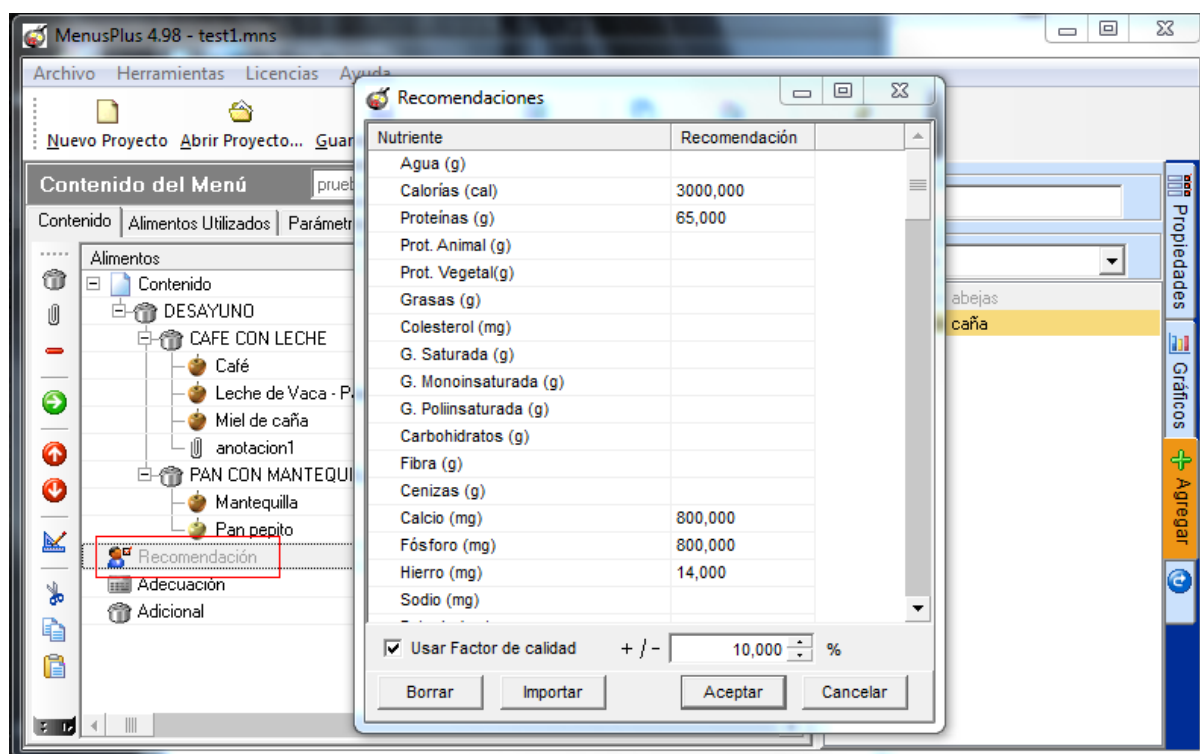 MenusPlus 4.98 - test1.mns
Archivo Herramientas Licencias Ayuda
Nuevo Proyecto Abrir Proyecto... Guar
Contenido del Menú prueb
Contenido Alimentos Utilizados Parámetr
Alimentos
Contenido
DESAYUNO
CAFE CON LECHE
Café
Leche de Vaca - P
Miel de caña
anotacion1
PAN CON MANTEQUI
Mantequilla
Pan pepito
Recomendación
Adecuación
Adicional
Recomendaciones
Nutriente Recomendación
Agua (g)
Calorías (cal) 3000,000
Proteínas (g) 65,000
Prot. Animal (g)
Prot. Vegetal(g)
Grasas (g)
Colesterol (mg)
G. Saturada (g)
G. Monoinsaturada (g)
G. Poliinsaturada (g)
Carbohidratos (g)
Fibra (g)
Cenizas (g)
Calcio (mg) 800,000
Fósforo (mg) 800,000
Hierro (mg) 14,000
Sodio (mg)
Usar Factor de calidad + / - 10,000 %
Borrar Importar Aceptar Cancelar
abejas
caña
Propiedades
Gráficos
Agregar